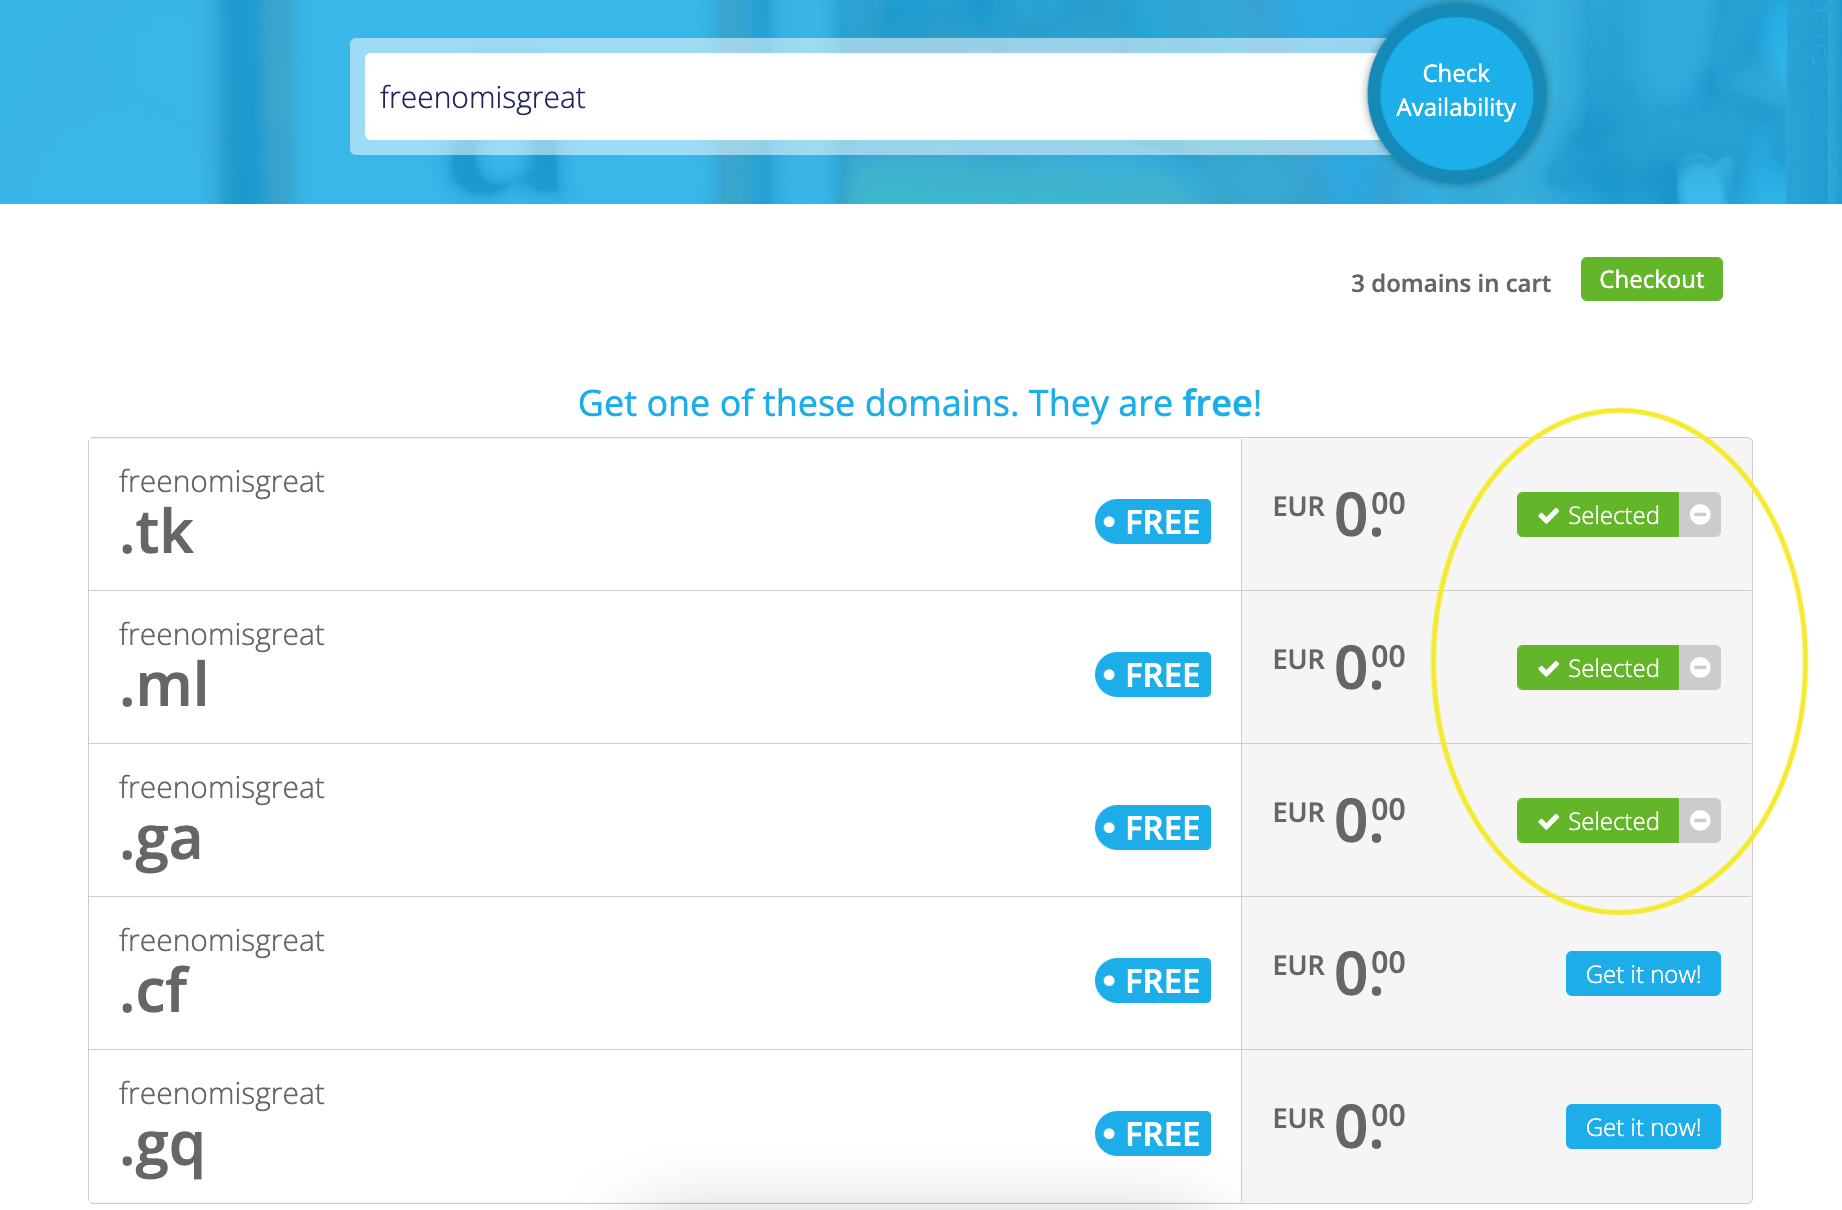 freenomisgreat
Check
Availability
3 domains in cart
Checkout
Get one of these domains. They are free!
freenomisgreat
.tk
FREE
EUR 0.00
Selected
freenomisgreat
.ml
FREE
EUR 0.00
Selected
freenomisgreat
.ga
FREE
EUR 0.00
Selected
freenomisgreat
.cf
FREE
EUR 0.00
Get it now!
freenomisgreat
.gq
FREE
EUR 0.00
Get it now!